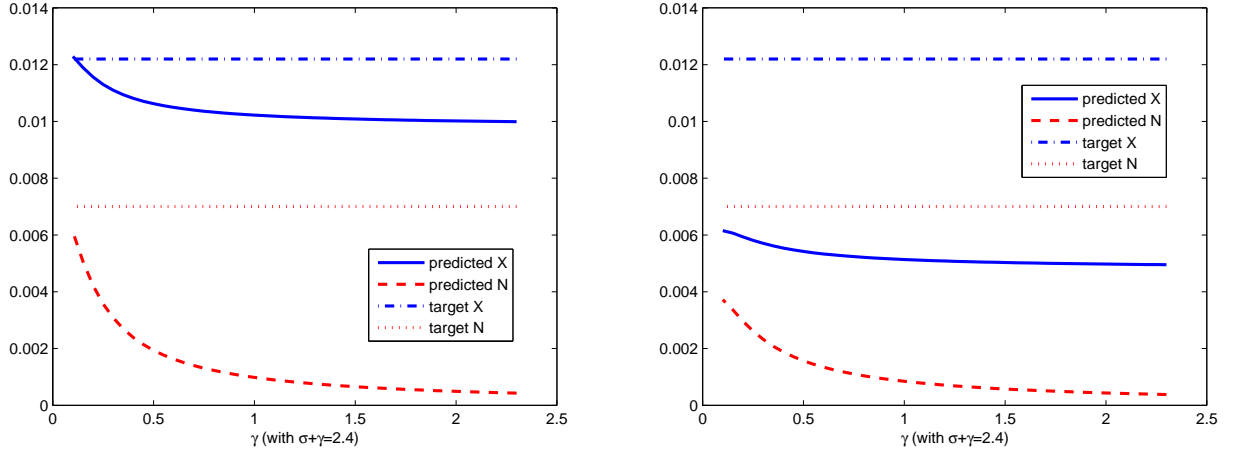 0.014
0.012
0.01
0.008
0.006
0.004
0.002
0
0
0.5
1
1.5
2
2.5
γ (with σ+γ=2.4)
predicted X
predicted N
target X
target N
0.014
0.012
0.01
0.008
0.006
0.004
0.002
0
0
0.5
1
1.5
2
2.5
γ (with σ+γ=2.4)
predicted X
predicted N
target X
target N